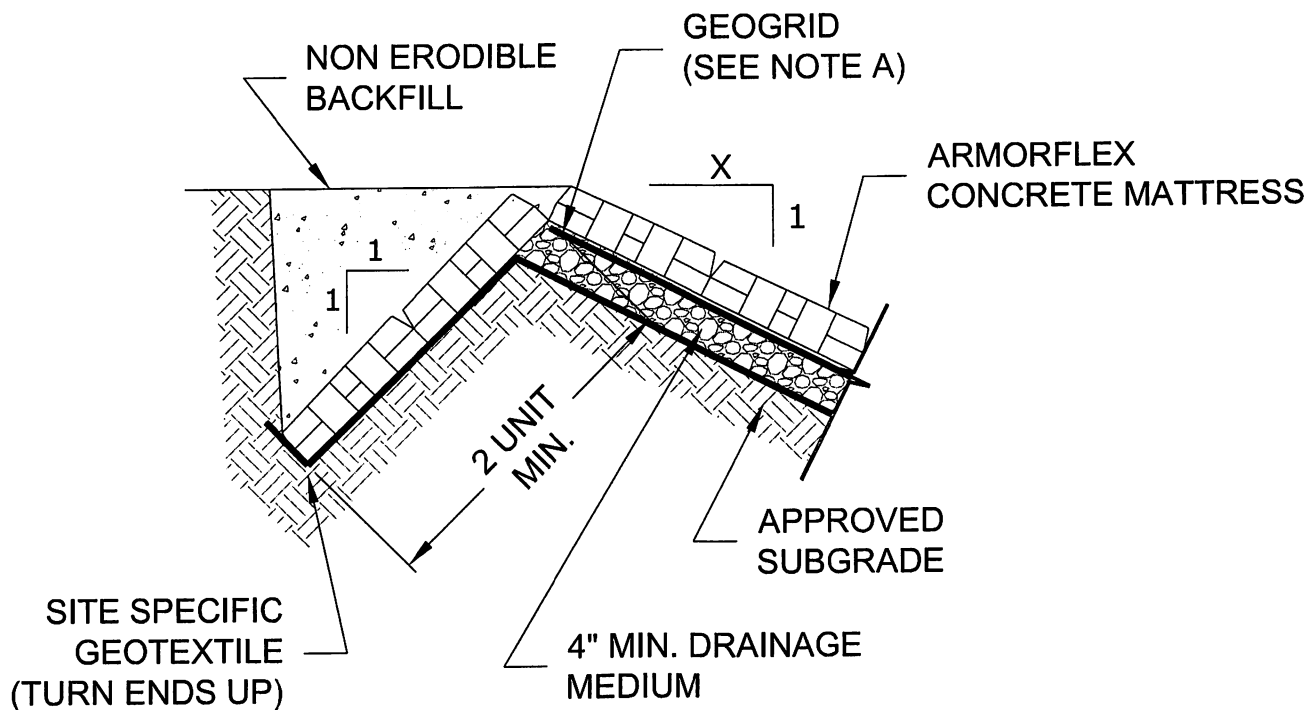 GEOGRID
(SEE NOTE A)
NON ERODIBLE
BACKFILL
ARMORFLEX
CONCRETE MATTRESS
X
1
1
1
2 UNIT
MIN.
APPROVED
SUBGRADE
SITE SPECIFIC
GEOTEXTILE
(TURN ENDS UP)
4" MIN. DRAINAGE
MEDIUM